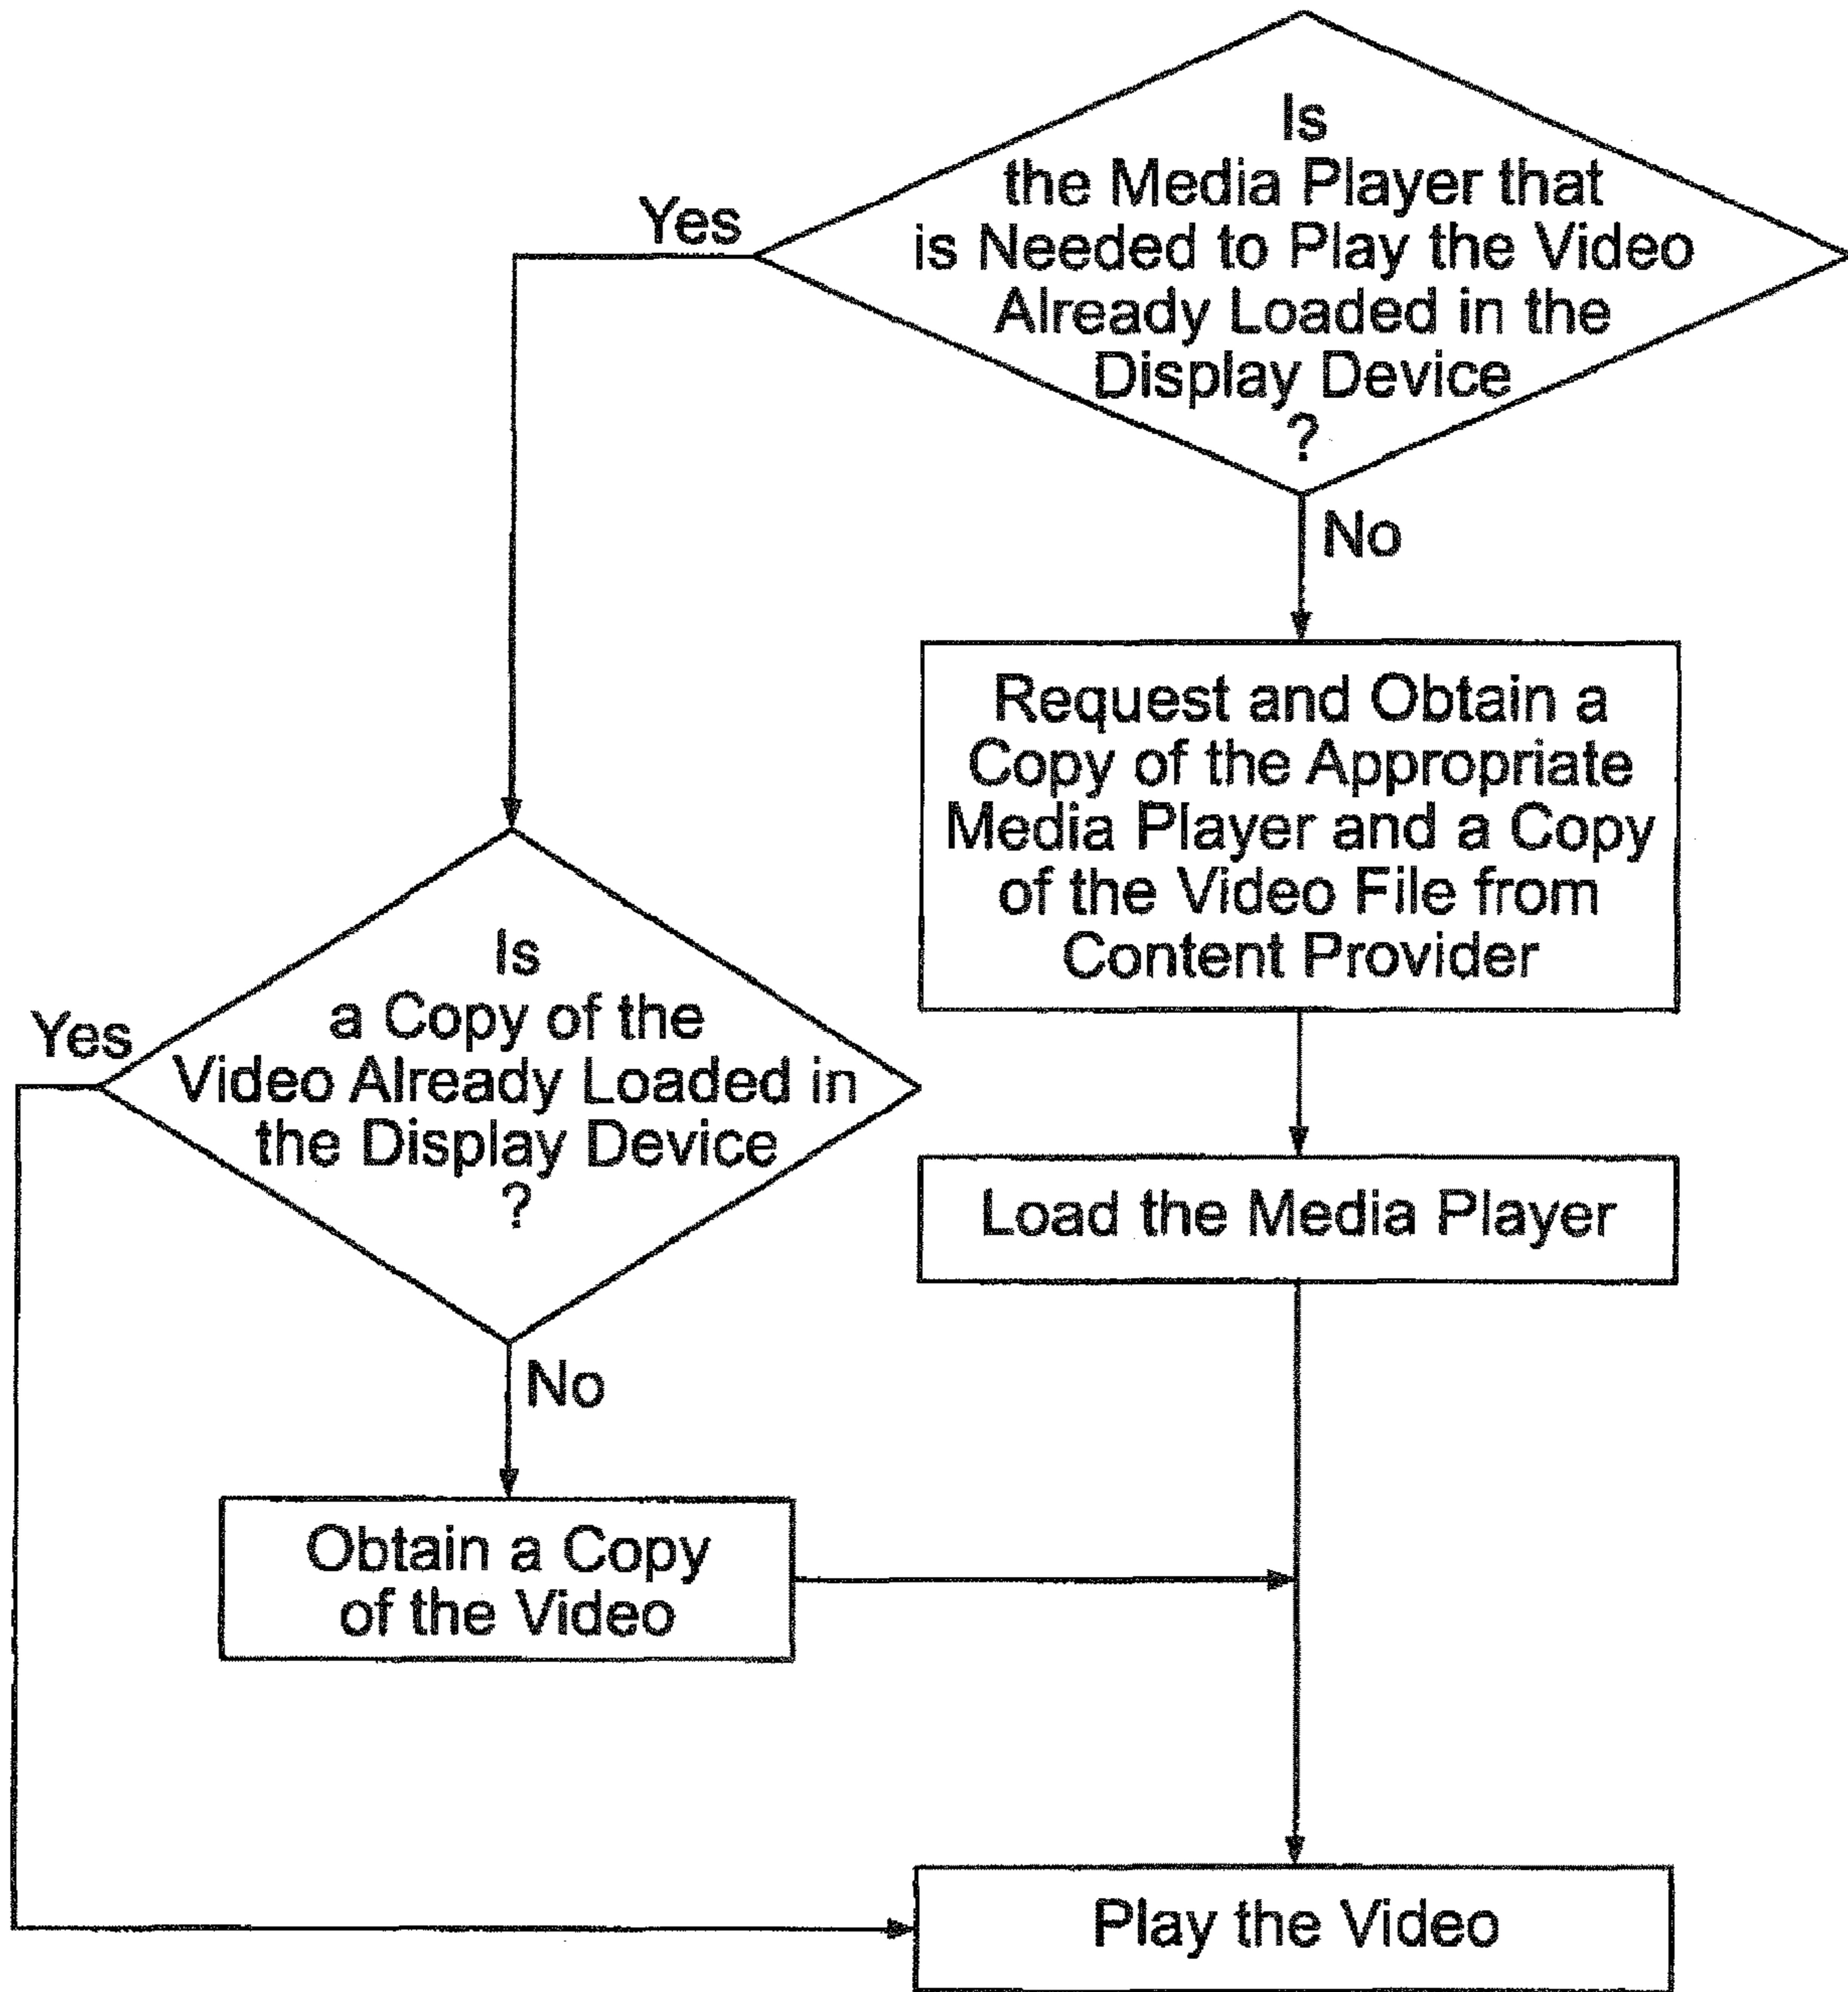 Is
the Media Player that
is Needed to Play the Video
Already Loaded in the
Display Device
?
Yes
No
Request and Obtain a
Copy of the Appropriate
Media Player and a Copy
of the Video File from
Content Provider
Is
a Copy of the
Video Already Loaded in
the Display Device
?
Yes
No
Load the Media Player
Obtain a Copy
of the Video
Play the Video